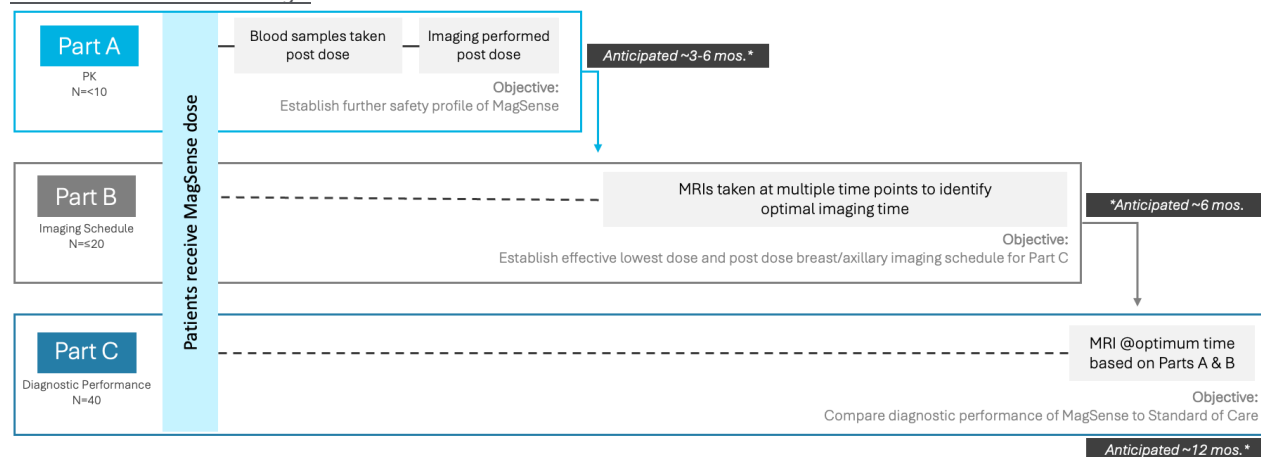 Part A
PK
N=<10
Blood samples taken
post dose
Imaging performed
post dose
Anticipated ~3-6 mos.*
Objective:
Establish further safety profile of MagSense
Patients receive MagSense dose
Part B
Imaging Schedule
N=≤20
MRIs taken at multiple time points to identify
optimal imaging time
*Anticipated ~6 mos.
Objective:
Establish effective lowest dose and post dose breast/axillary imaging schedule for Part C
Part C
Diagnostic Performance
N=40
MRI @optimum time
based on Parts A & B
Objective:
Compare diagnostic performance of MagSense to Standard of Care
Anticipated ~12 mos.*